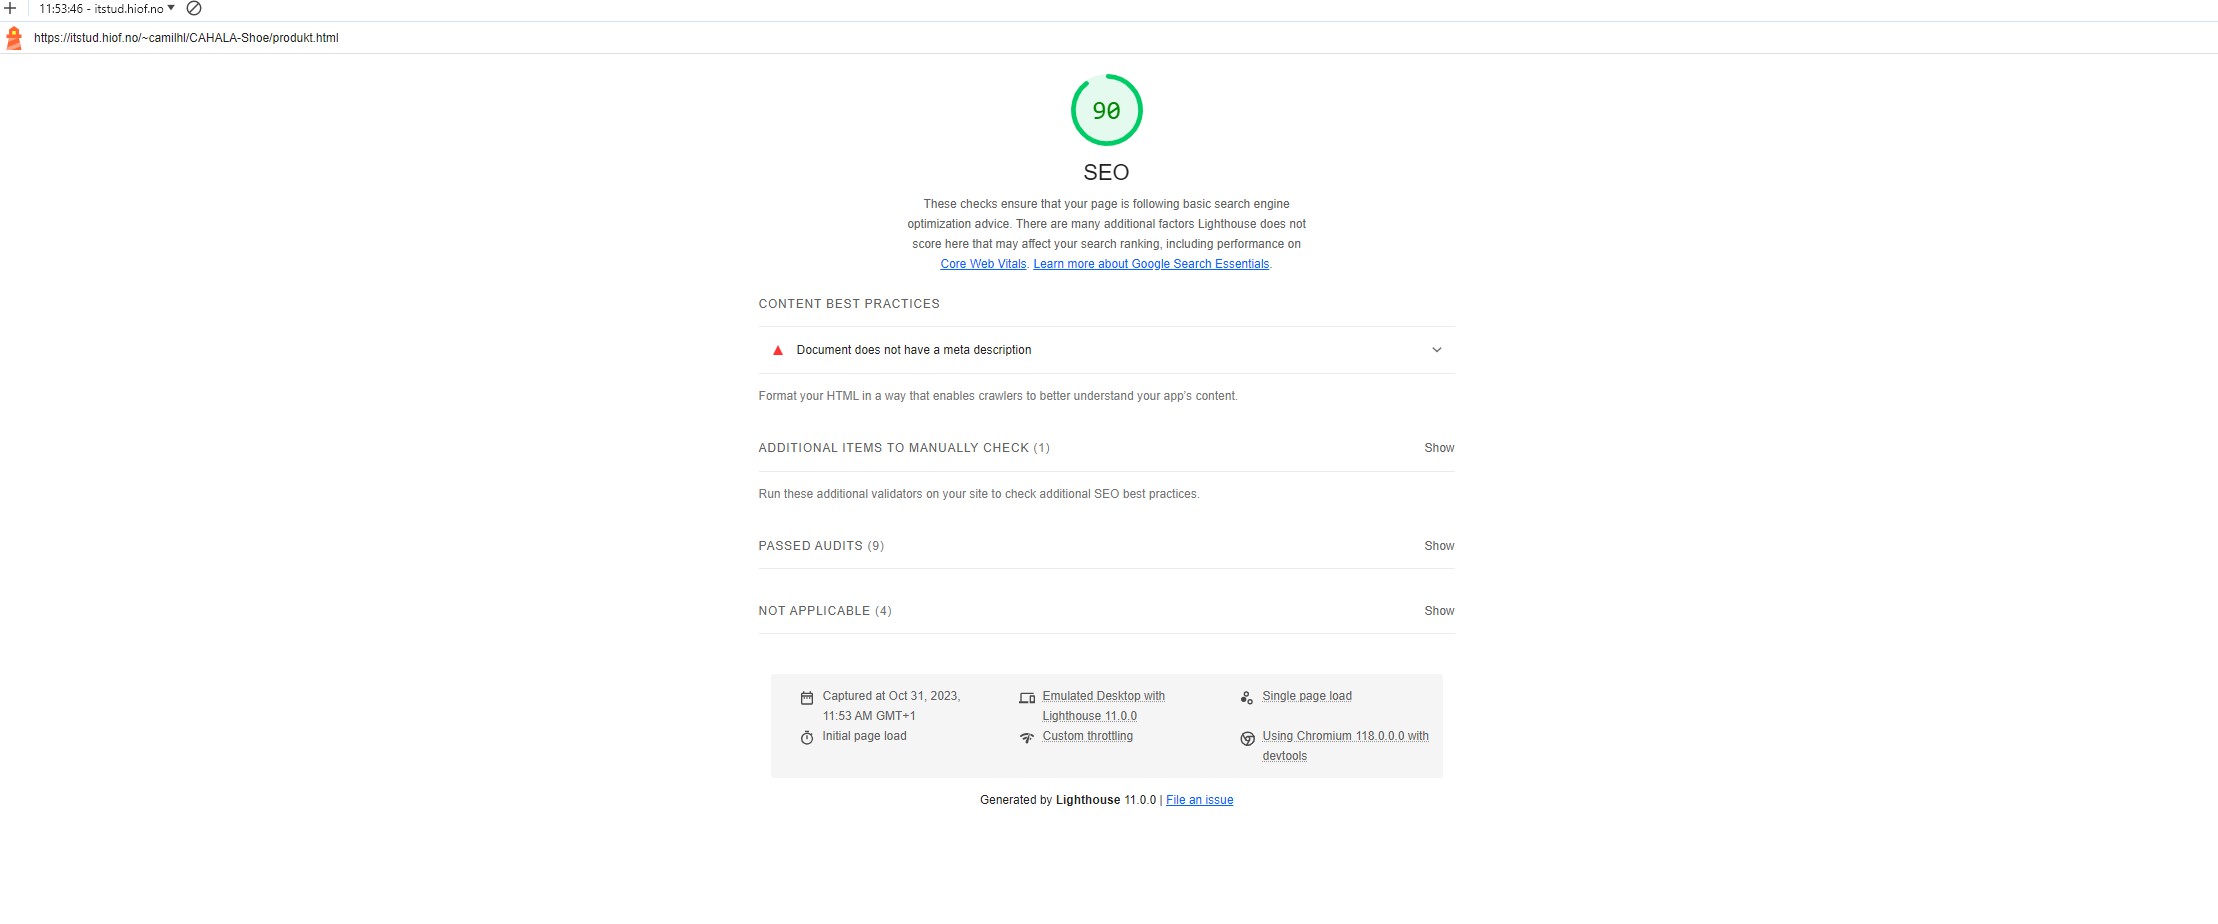 11:53:46 - itstud.hiof.no
https://itstud.hiof.no/~camilhl/CAHALA-Shoe/produkt.html
90
SEO
These checks ensure that your page is following basic search engine
optimization advice. There are many additional factors Lighthouse does not
score here that may affect your search ranking, including performance on
Core Web Vitals. Learn more about Google Search Essentials.
CONTENT BEST PRACTICES
Document does not have a meta description
Format your HTML in a way that enables crawlers to better understand your app's content.
ADDITIONAL ITEMS TO MANUALLY CHECK (1) Show
Run these additional validators on your site to check additional SEO best practices.
PASSED AUDITS (9) Show
NOT APPLICABLE (4) Show
Captured at Oct 31, 2023,
11:53 AM GMT+1
Emulated Desktop with
Lighthouse 11.0.0
Single page load
Initial page load
Custom throttling
Using Chromium 118.0.0.0 with
devtools
Generated by Lighthouse 11.0.0 | File an issue